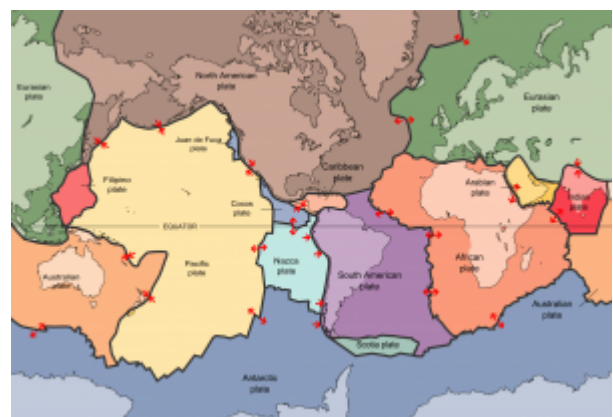 North American
plate
Eurasian
plate
Eurasian
plate
Juan de Fuca
plate
Filipino
plate
Caribbean
plate
Arabian
plate
Indian
plate
Cocos
plate
EQUATOR
Australian
plate
Pacific
plate
Nazca
plate
South American
plate
African
plate
Australian
plate
Scotia plate
Antarctic
plate